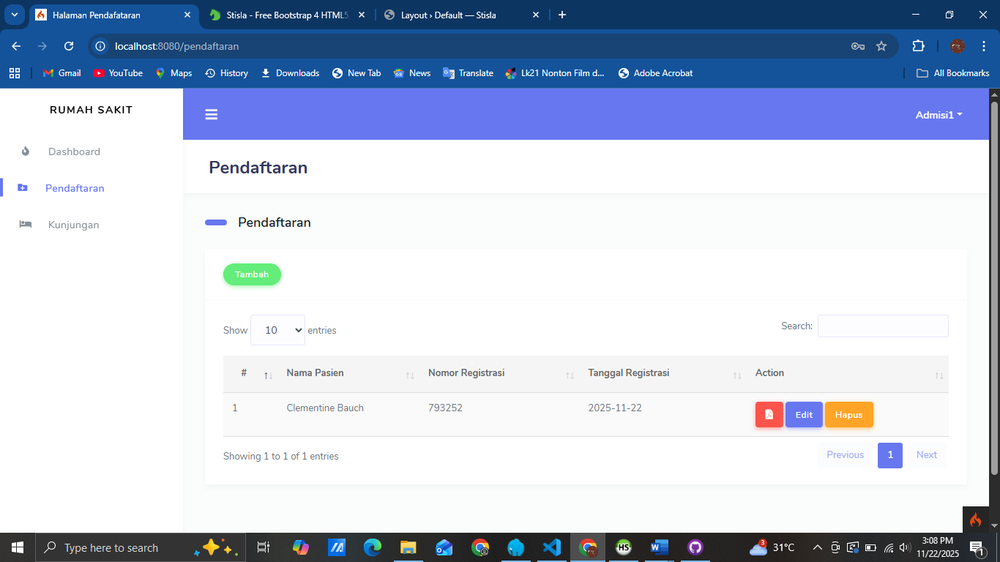 Halaman Pendafataran
Stisla - Free Bootstrap 4 HTML5
Layout › Default — Stisla
localhost:8080/pendaftaran
Gmail
YouTube
Maps
History
Downloads
New Tab
News
Translate
Lk21 Nonton Film d...
Adobe Acrobat
All Bookmarks
RUMAH SAKIT
Admisi1
Dashboard
Pendaftaran
Kunjungan
Pendaftaran
Pendaftaran
Tambah
Show 10 entries
Search:
# Nama Pasien Nomor Registrasi Tanggal Registrasi Action
1 Clementine Bauch 793252 2025-11-22 Edit Hapus
Showing 1 to 1 of 1 entries
Previous 1 Next
Type here to search
HS
3
31°C
3:08 PM
11/22/2025
1